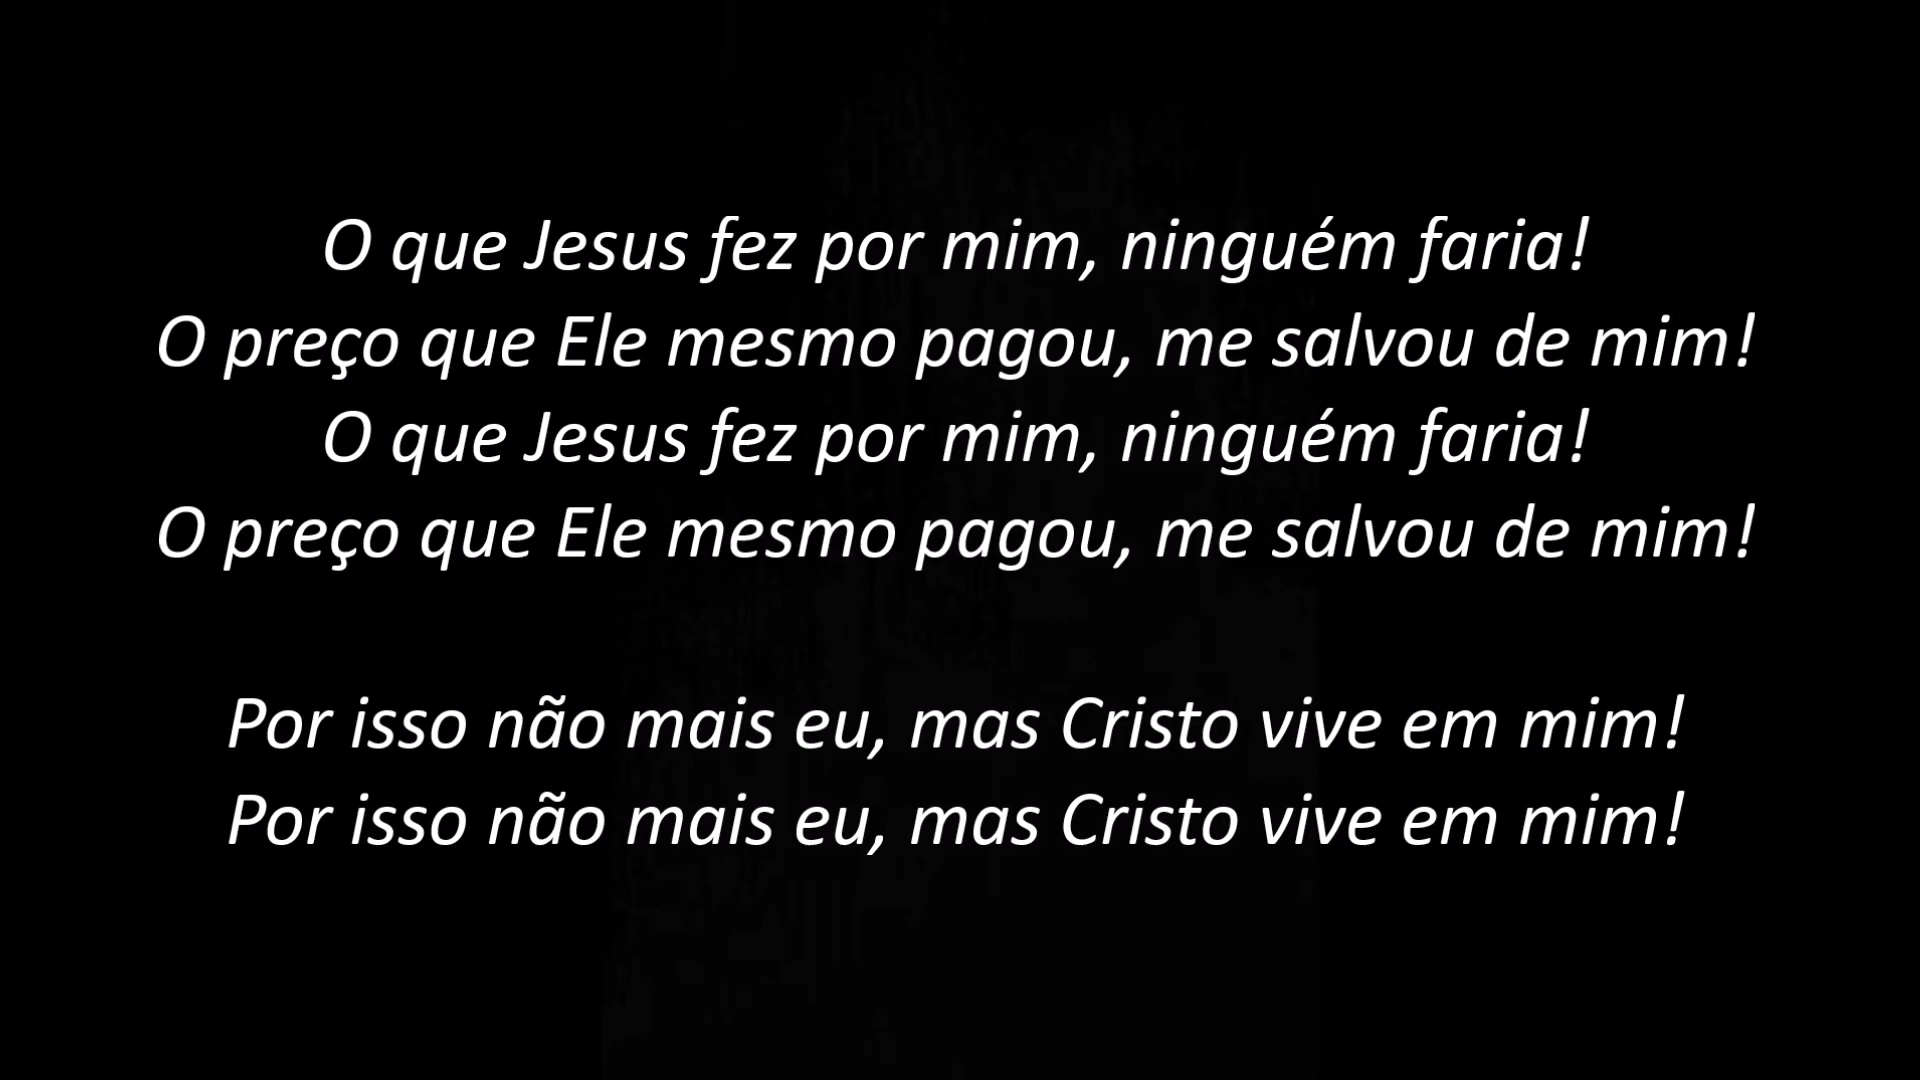 O que Jesus fez por mim, ninguém faria!
O preço que Ele mesmo pagou, me salvou de mim!
O que Jesus fez por mim, ninguém faria!
O preço que Ele mesmo pagou, me salvou de mim!
Por isso não mais eu, mas Cristo vive em mim!
Por isso não mais eu, mas Cristo vive em mim!